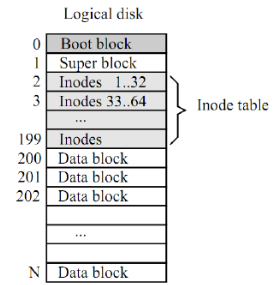 Logical disk
0 Boot block
1 Super block
2 Inodes 1..32
3 Inodes 33..64
...
Inode table
199 Inodes
200 Data block
201 Data block
202 Data block
...
N Data block